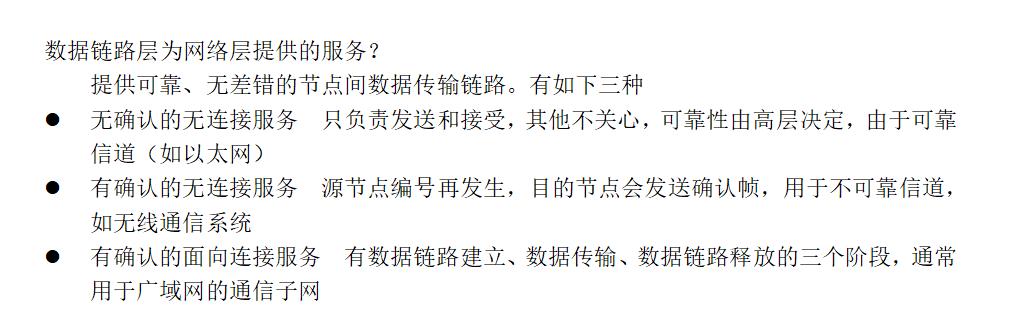 数据链路层为网络层提供的服务？
提供可靠、无差错的节点间数据传输链路。有如下三种
● 无确认的无连接服务 只负责发送和接受，其他不关心，可靠性由高层决定，由于可靠
信道（如以太网）
● 有确认的无连接服务 源节点编号再发生，目的节点会发送确认帧，用于不可靠信道，
如无线通信系统
● 有确认的面向连接服务 有数据链路建立、数据传输、数据链路释放的三个阶段，通常
用于广域网的通信子网